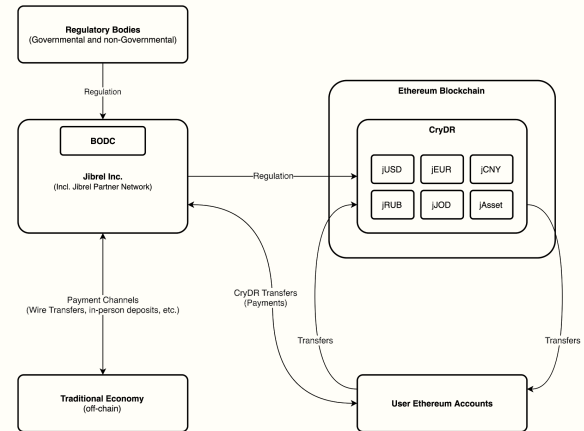 Regulatory Bodies
(Governmental and non-Governmental)
Regulation
Ethereum Blockchain
CryDR
BODC
Jibrel Inc.
(Incl. Jibrel Partner Network)
Regulation
jUSD
jEUR
jCNY
jRUB
jJOD
jAsset
CryDR Transfers
(Payments)
Payment Channels
(Wire Transfers, in-person deposits, etc.)
Transfers
Transfers
Traditional Economy
(off-chain)
User Ethereum Accounts